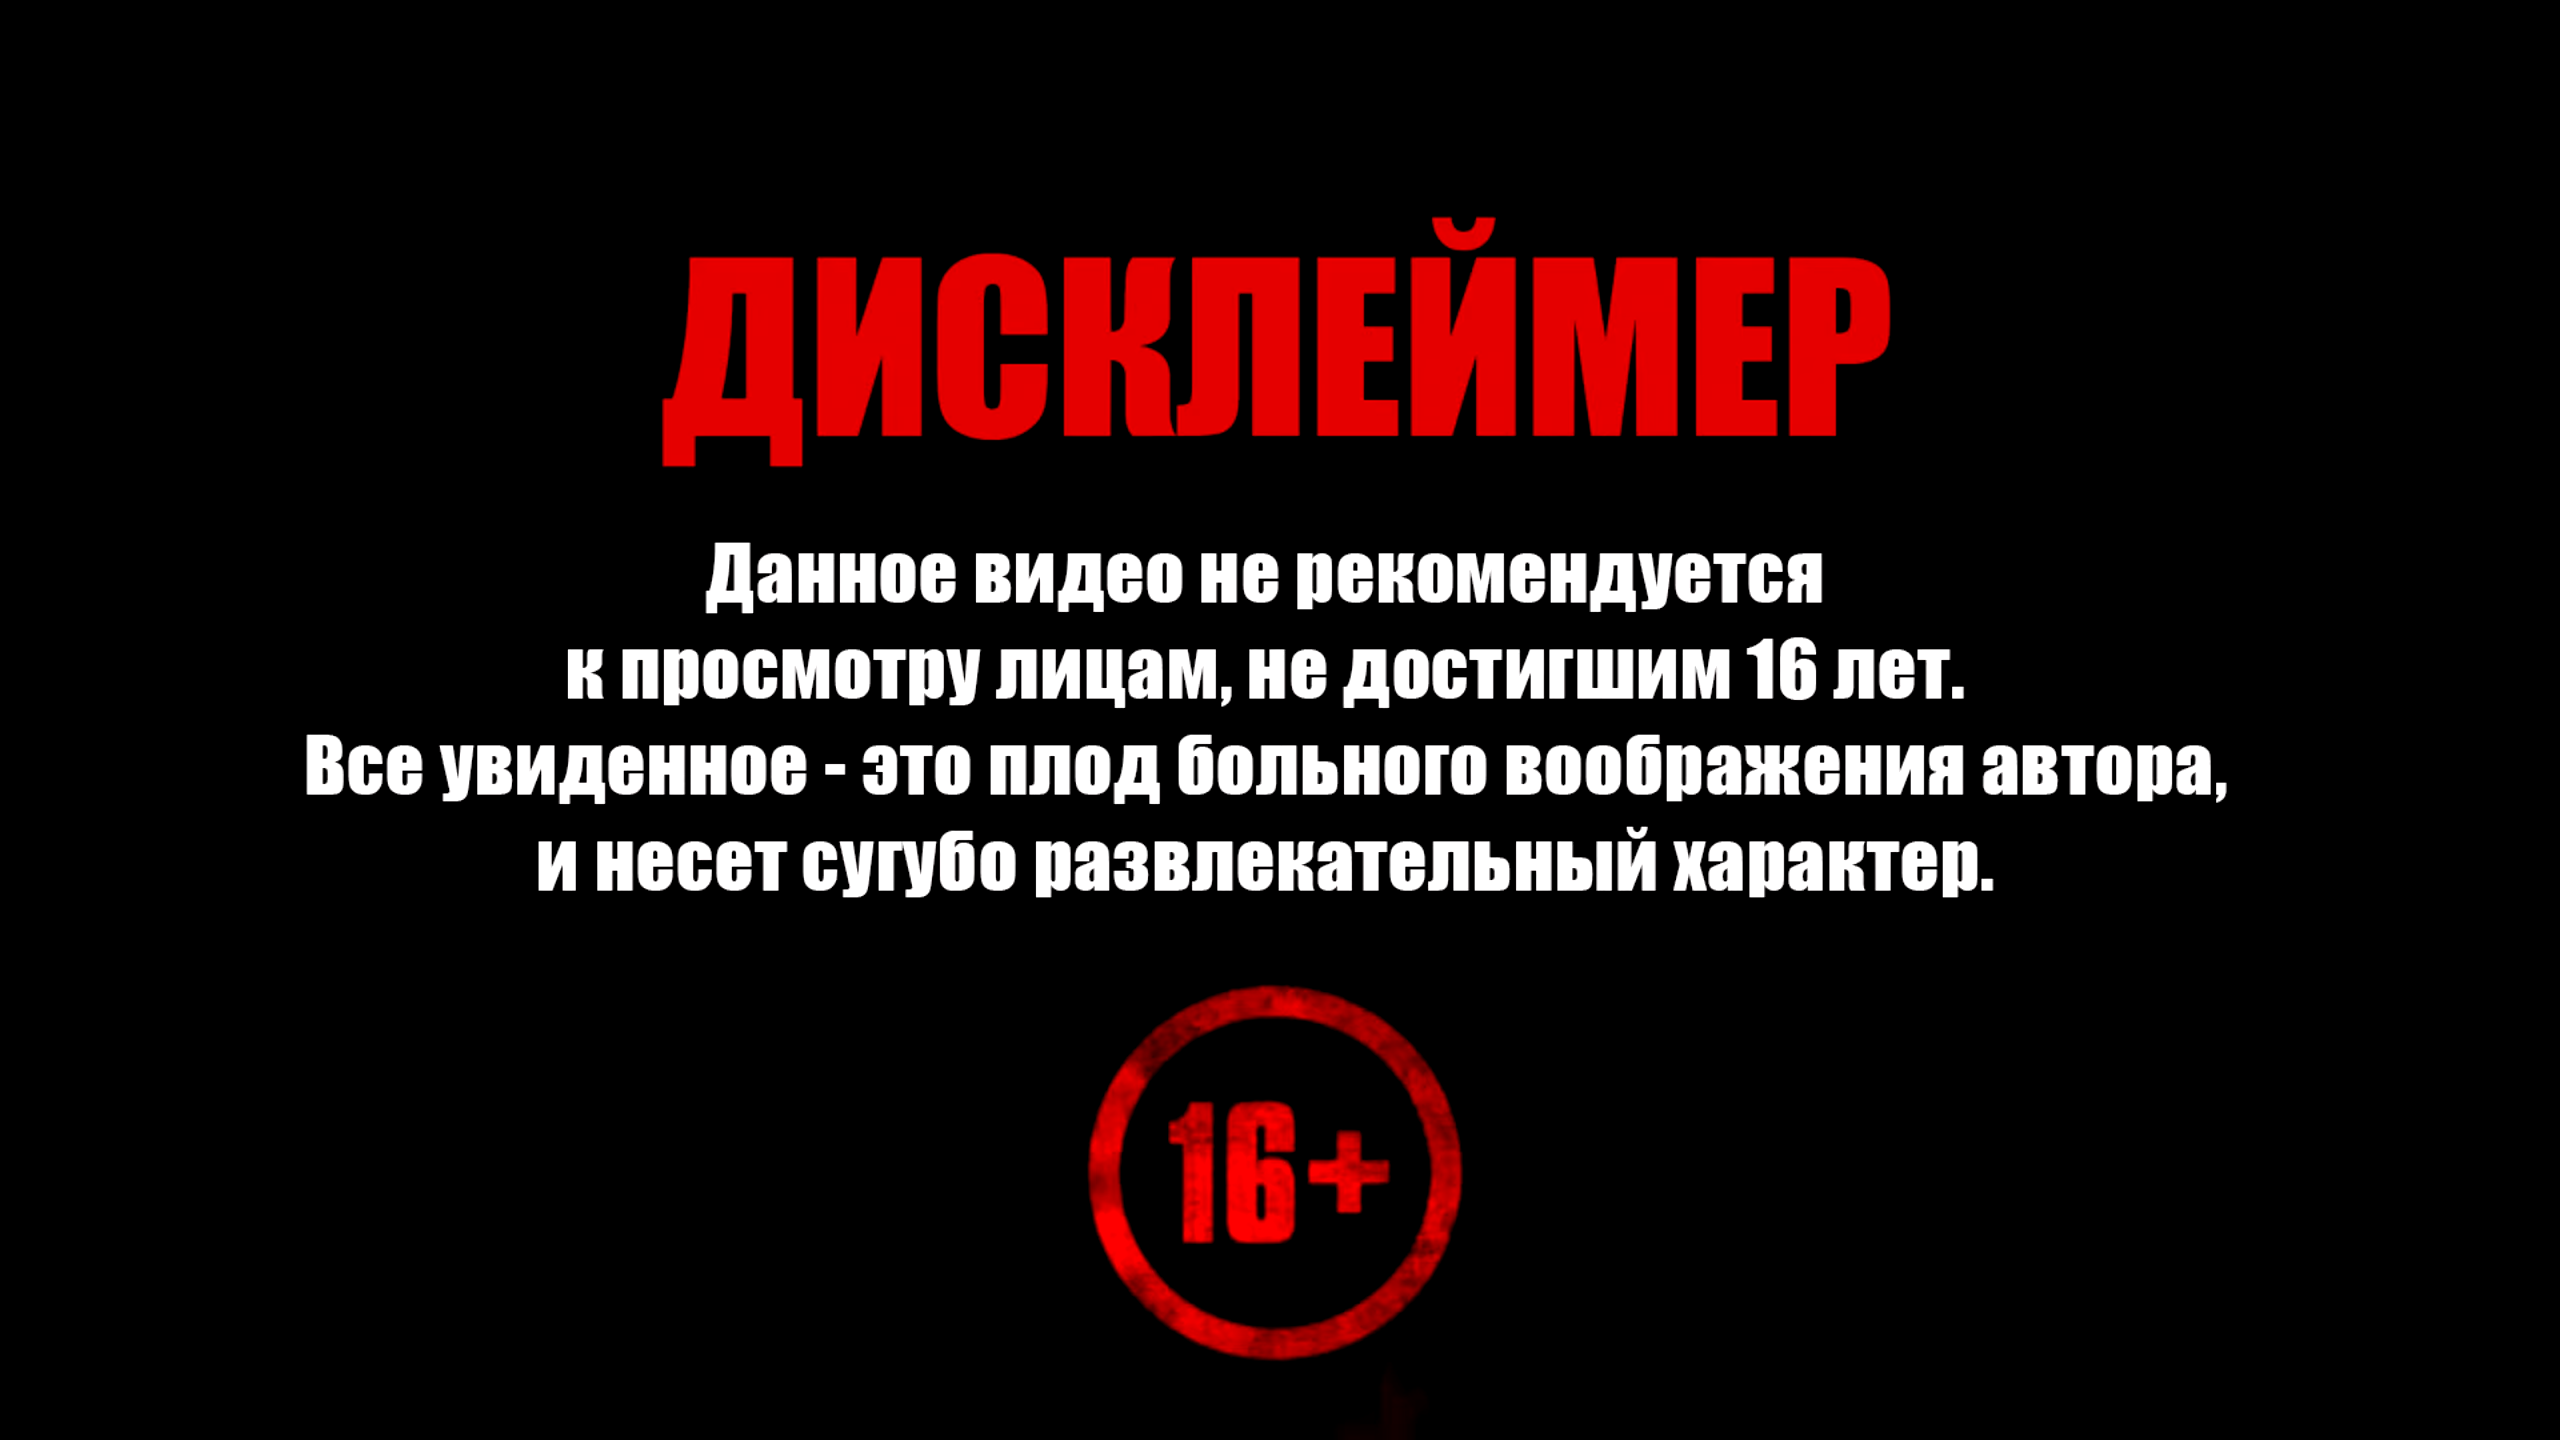 ДИСКЛЕЙМЕР
Данное видео не рекомендуется
к просмотру лицам, не достигшим 16 лет.
Все увиденное - это плод больного воображения автора,
и несет сугубо развлекательный характер.
16+